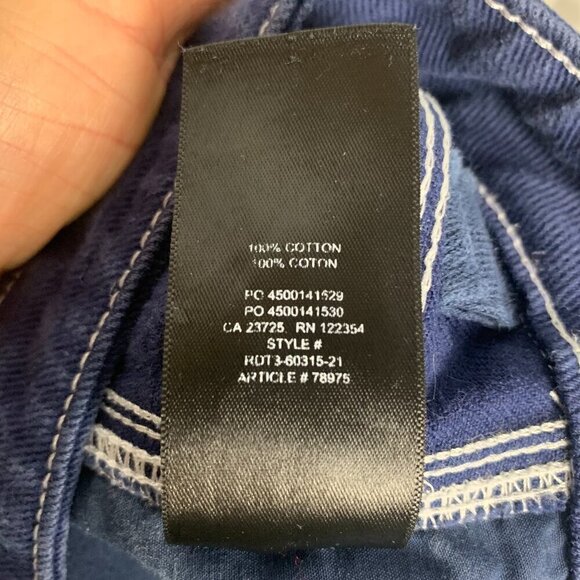 100% COTTON
100% COTON
PO 4500141529
PO 4500141530
CA 23725 RN 122354
STYLE #
RDT3-60315-21
ARTICLE # 78975